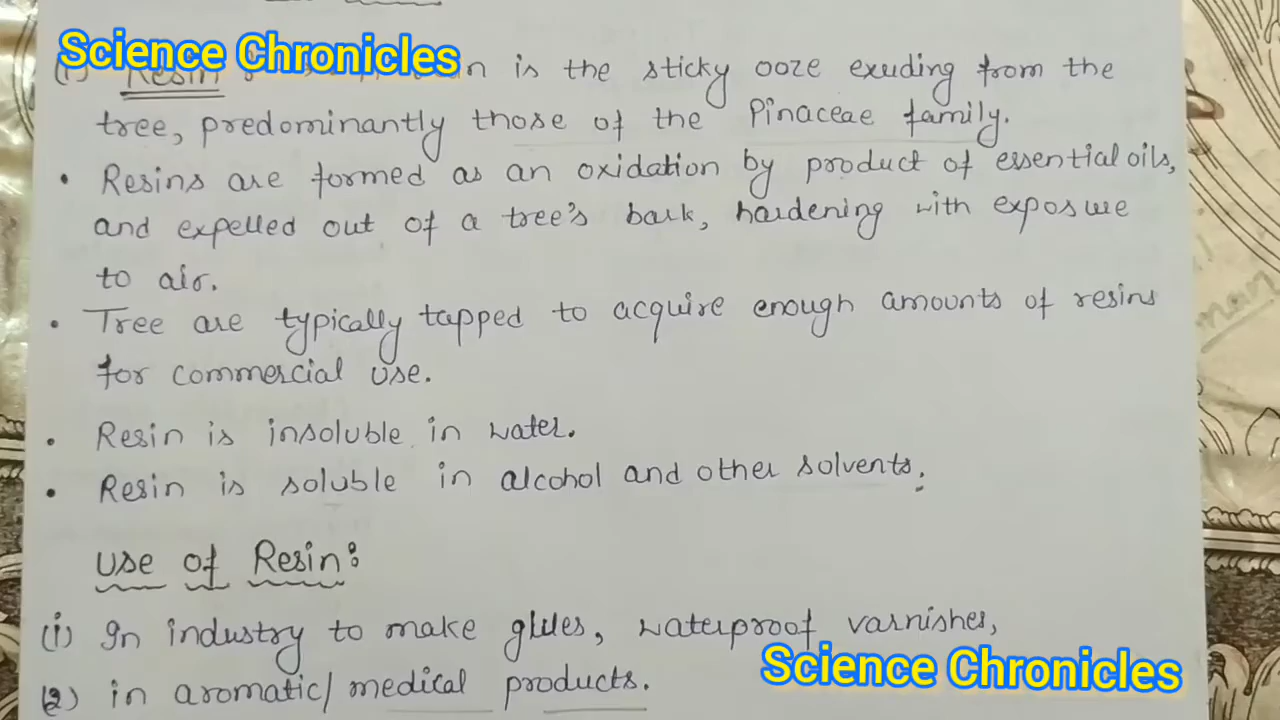 Science Chronicles
(1) Resin : is the sticky ooze exuding from the
tree, predominantly those of the Pinaceae family.
• Resins are formed as an oxidation by product of essential oils,
and expelled out of a tree's bark, hardening with exposure
to air.
• Tree are typically tapped to acquire enough amounts of resins
for commercial use.
• Resin is insoluble in water.
• Resin is soluble in alcohol and other solvents.
Use of Resin:
(i) In industry to make glues, waterproof varnishes,
(2) in aromatic/medical products.
Science Chronicles